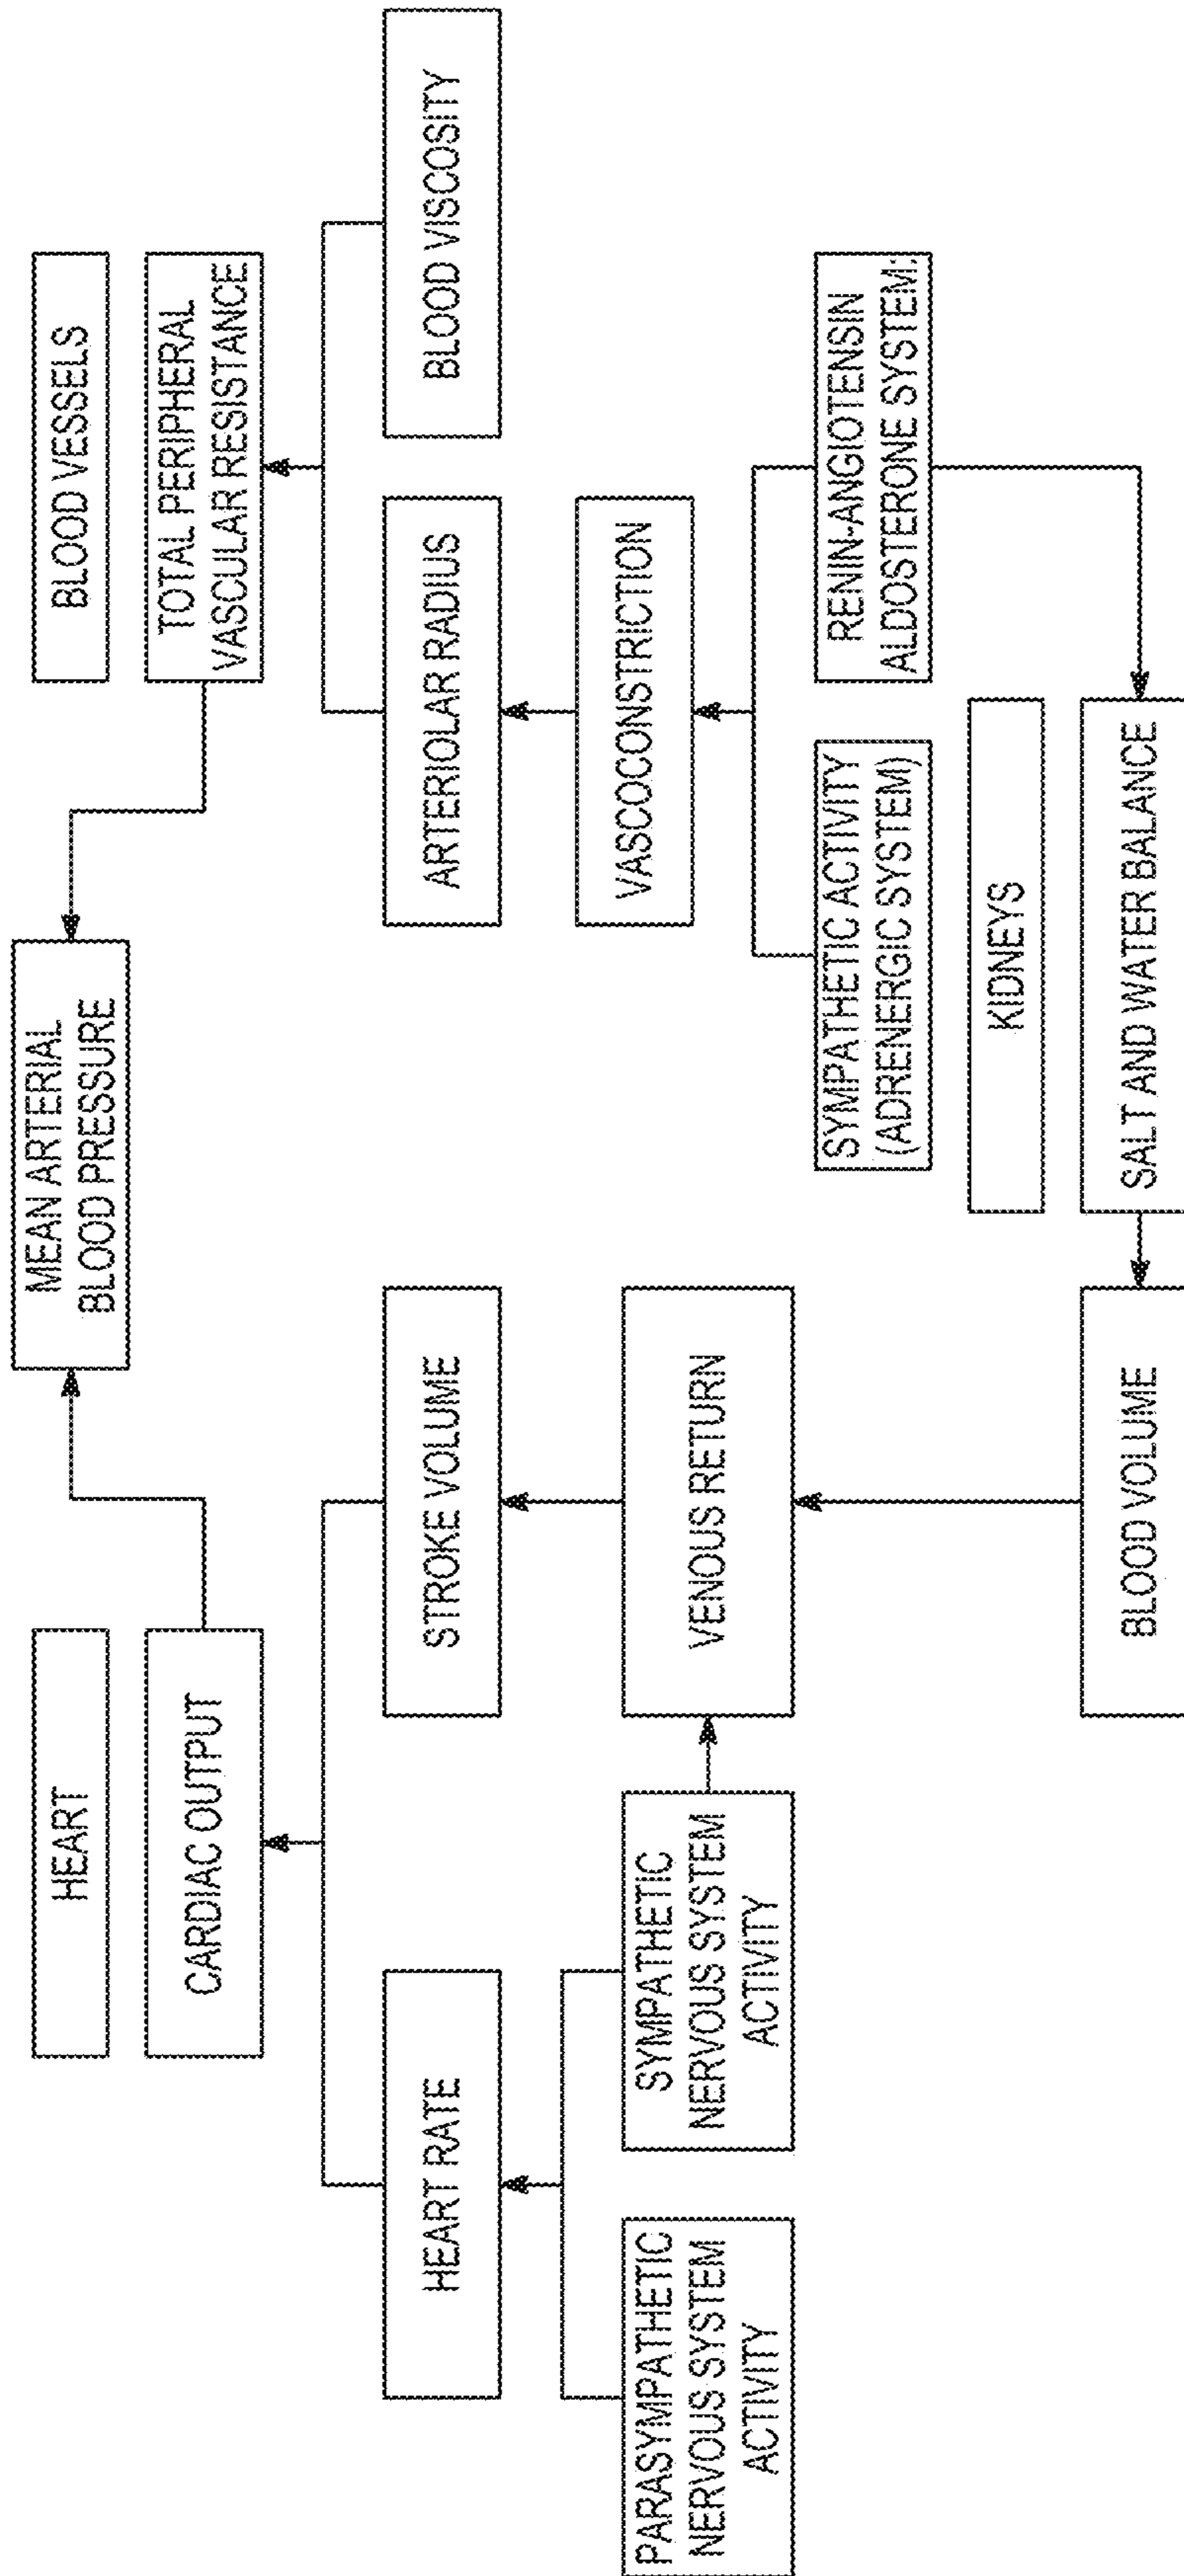 MEAN ARTERIAL
BLOOD PRESSURE
HEART
BLOOD VESSELS
CARDIAC OUTPUT
TOTAL PERIPHERAL
VASCULAR RESISTANCE
HEART RATE
STROKE VOLUME
ARTERIOLAR RADIUS
BLOOD VISCOSITY
PARASYMPATHETIC
NERVOUS SYSTEM
ACTIVITY
SYMPATHETIC
NERVOUS SYSTEM
ACTIVITY
VENOUS RETURN
VASCOCONSTRICTION
SYMPATHETIC ACTIVITY
(ADRENERGIC SYSTEM)
RENIN-ANGIOTENSIN
ALDOSTERONE SYSTEM:
KIDNEYS
BLOOD VOLUME
SALT AND WATER BALANCE